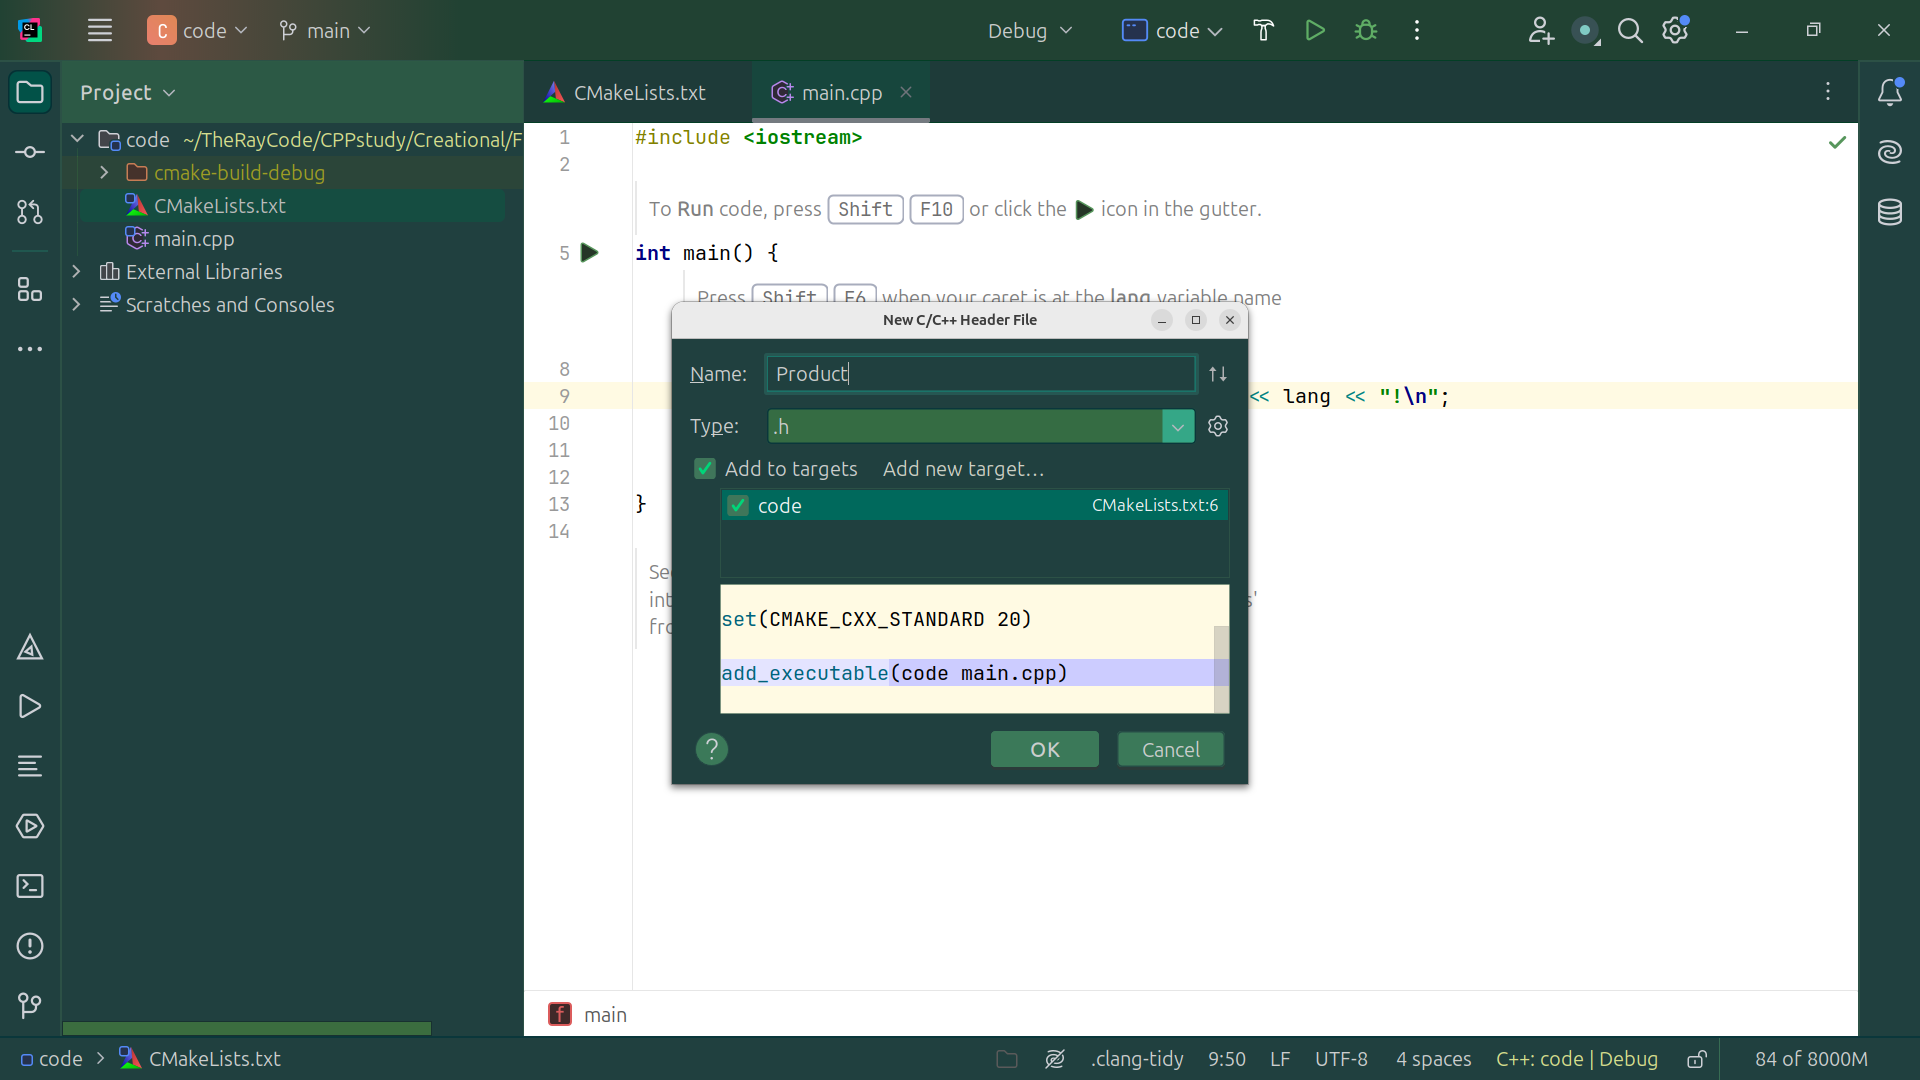 CL
C code
main
Debug
code
Project
CMakeLists.txt
main.cpp
code ~/TheRayCode/CPPstudy/Creational/F
cmake-build-debug
CMakeLists.txt
main.cpp
External Libraries
Scratches and Consoles
1 #include <iostream>
2
To Run code, press Shift F10 or click the icon in the gutter.
5 int main() {
Press Shift F6 when your caret is at the lang variable name
8
9 << lang << "!\n";
10
11
12
13 }
14
Se
int s'
fro
New C/C++ Header File
Name: Product
Type: .h
Add to targets Add new target…
code CMakeLists.txt:6
set(CMAKE_CXX_STANDARD 20)
add_executable(code main.cpp)
? OK Cancel
f main
code > CMakeLists.txt
.clang-tidy 9:50 LF UTF-8 4 spaces C++: code | Debug 84 of 8000M